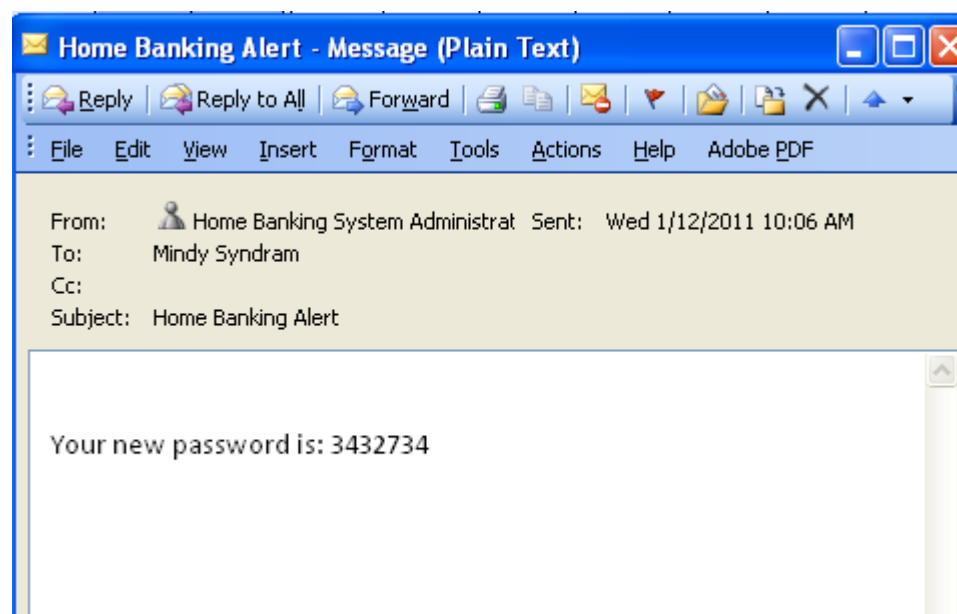 Home Banking Alert - Message (Plain Text)
Reply Reply to All Forward
File Edit View Insert Format Tools Actions Help Adobe PDF
From: Home Banking System Administrat Sent: Wed 1/12/2011 10:06 AM
To: Mindy Syndram
Cc:
Subject: Home Banking Alert
Your new password is: 3432734